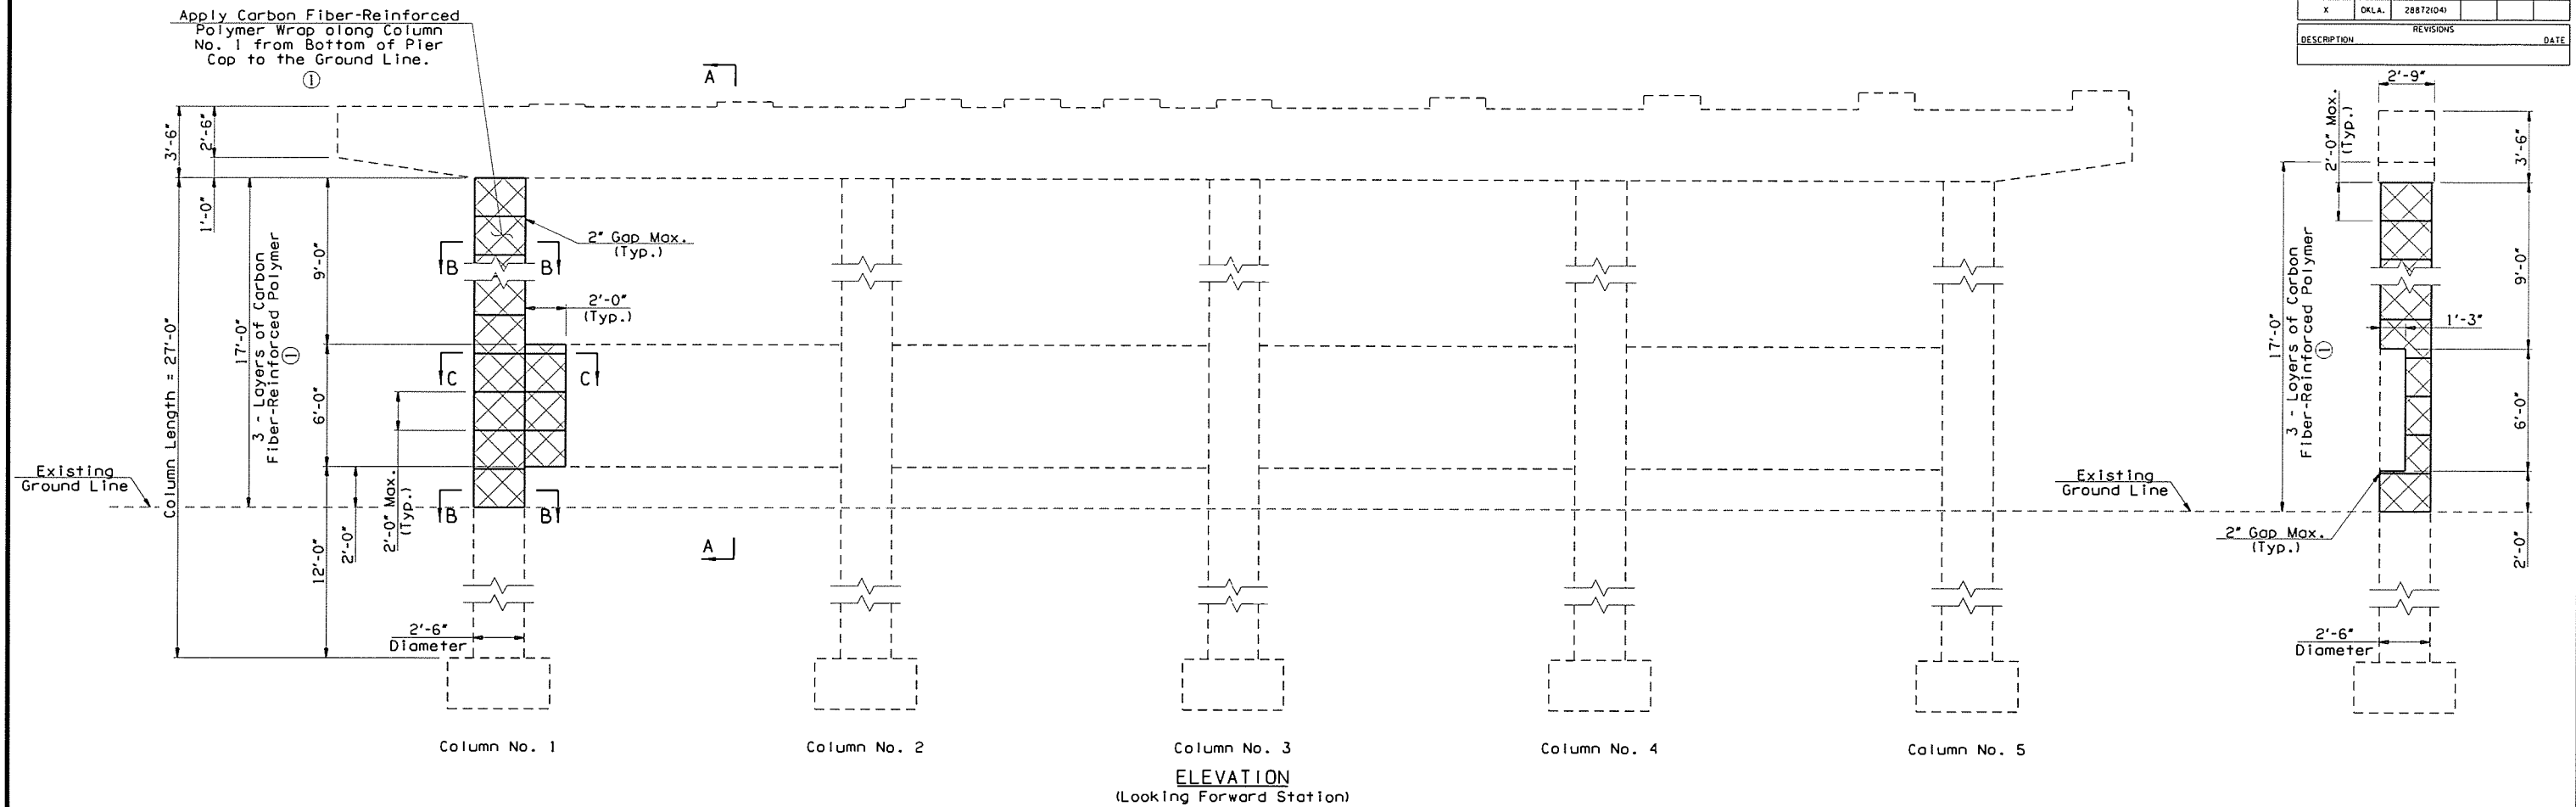 Apply Carbon Fiber-Reinforced
Polymer Wrap along Column
No. 1 from Bottom of Pier
Cap to the Ground Line.
①
X OKLA. 28872(04)
REVISIONS
DESCRIPTION DATE
A
3'-6"
2'-6"
1'-0"
Column Length = 27'-0"
17'-0"
3 - Layers of Carbon
Fiber-Reinforced Polymer
①
9'-0"
6'-0"
12'-0"
2'-0"
2'-0" Max.
(Typ.)
2" Gap Max.
(Typ.)
B B
2'-0"
(Typ.)
C C
B B
A
Existing
Ground Line
2'-6"
Diameter
2'-9"
2'-0" Max.
(Typ.)
3'-6"
17'-0"
3 - Layers of Carbon
Fiber-Reinforced Polymer
①
9'-0"
1'-3"
6'-0"
2'-0"
Existing
Ground Line
2" Gap Max.
(Typ.)
2'-6"
Diameter
Column No. 1
Column No. 2
Column No. 3
Column No. 4
Column No. 5
ELEVATION
(Looking Forward Station)